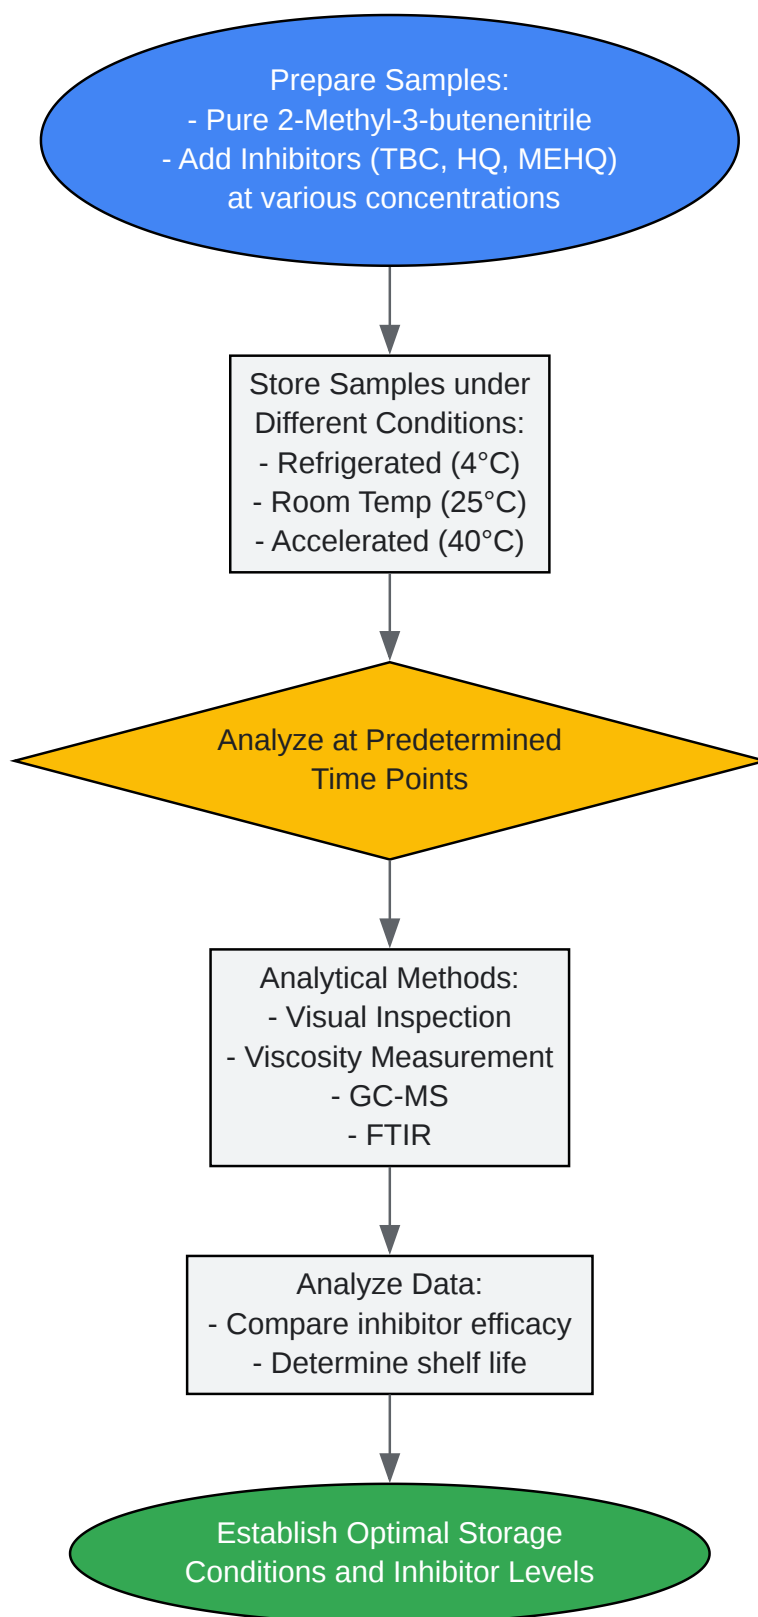 Prepare Samples:
- Pure 2-Methyl-3-butenenitrile
- Add Inhibitors (TBC, HQ, MEHQ)
at various concentrations
Store Samples under
Different Conditions:
- Refrigerated (4°C)
- Room Temp (25°C)
- Accelerated (40°C)
Analyze at Predetermined
Time Points
Analytical Methods:
- Visual Inspection
- Viscosity Measurement
- GC-MS
- FTIR
Analyze Data:
- Compare inhibitor efficacy
- Determine shelf life
Establish Optimal Storage
Conditions and Inhibitor Levels